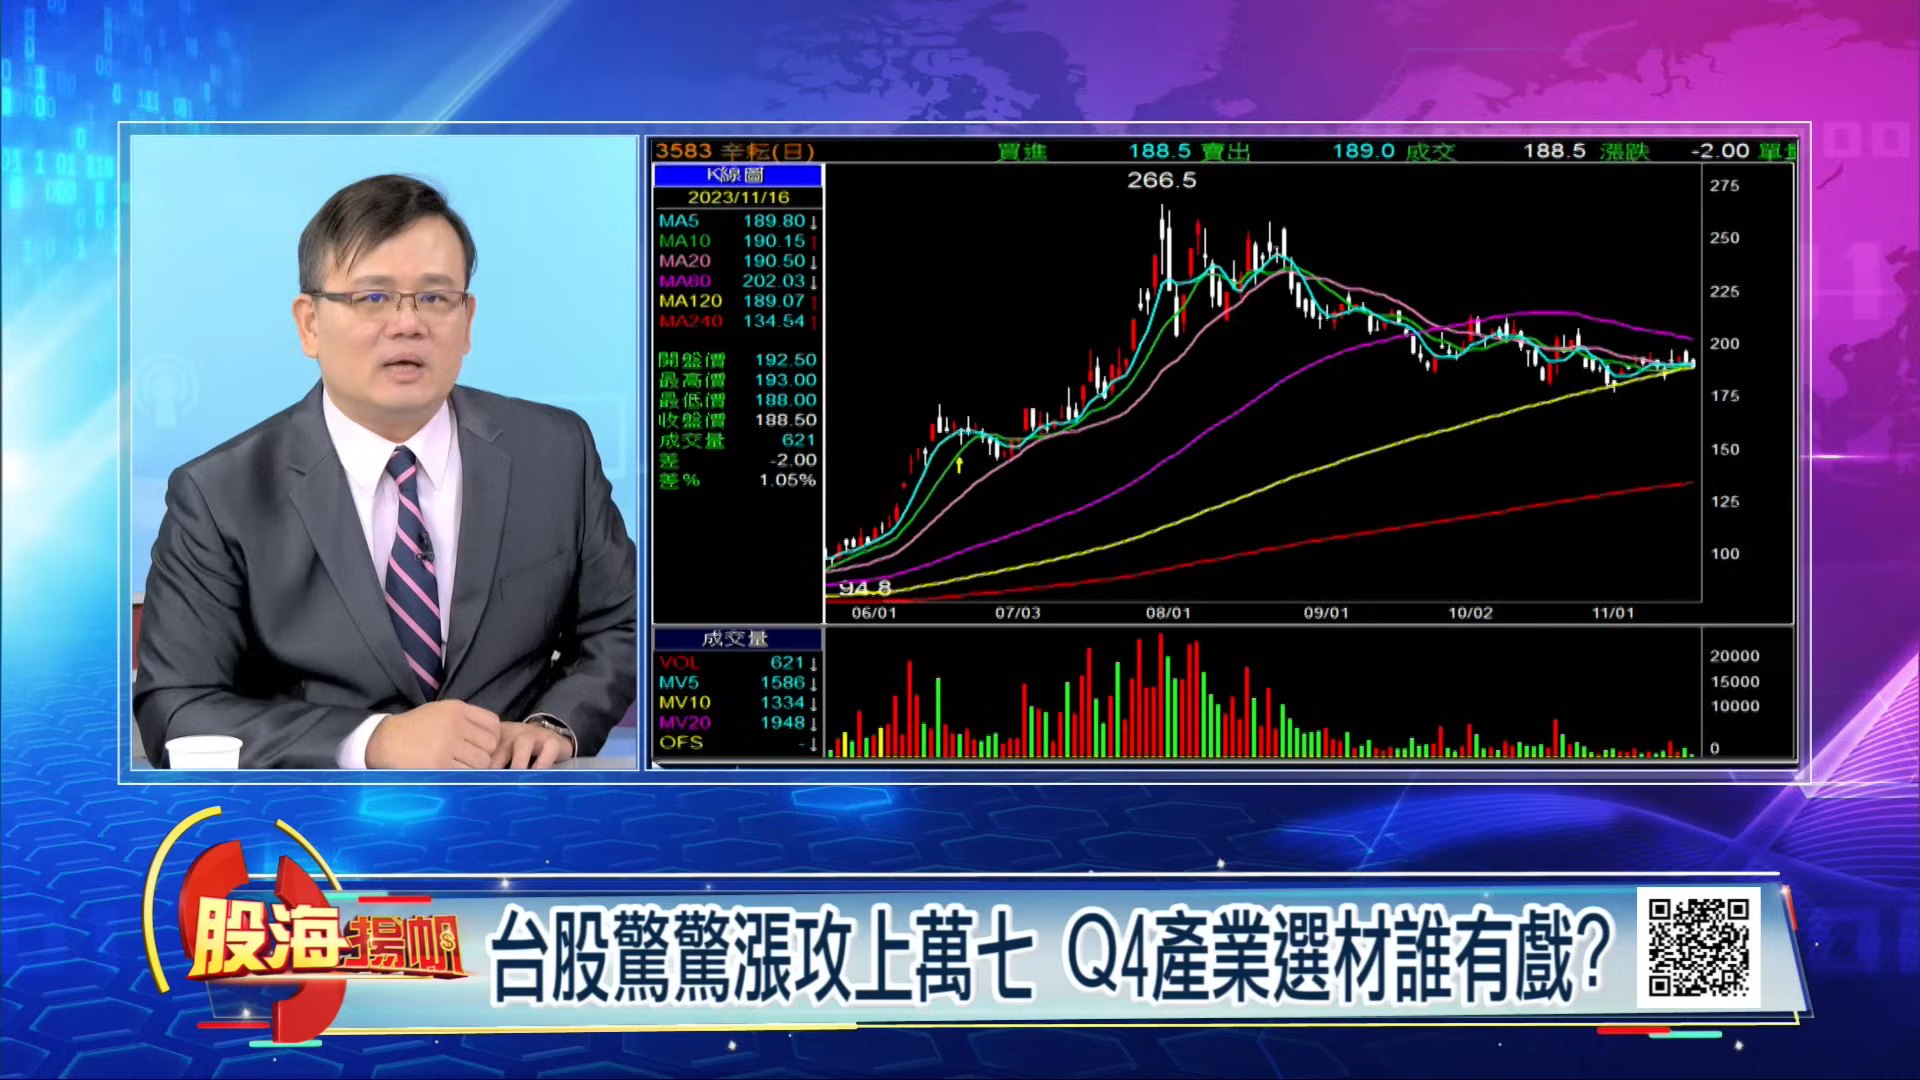 3583 辛耘(日) 買進 188.5 賣出 189.0 成交 188.5 漲跌 -2.00 單量
K線圖
2023/11/16
MA5 189.80↓
MA10 190.15↑
MA20 190.50↓
MA60 202.03↓
MA120 189.07↑
MA240 134.54↑
開盤價 192.50
最高價 193.00
最低價 188.00
收盤價 188.50
成交量 621
差 -2.00
差% 1.05%
266.5
94.8
275
250
225
200
175
150
125
100
06/01 07/03 08/01 09/01 10/02 11/01
成交量
VOL 621↓
MV5 1586↓
MV10 1334↓
MV20 1948↓
OFS -↓
20000
15000
10000
0
股海揚帆
台股驚驚漲攻上萬七 Q4產業選材誰有戲?